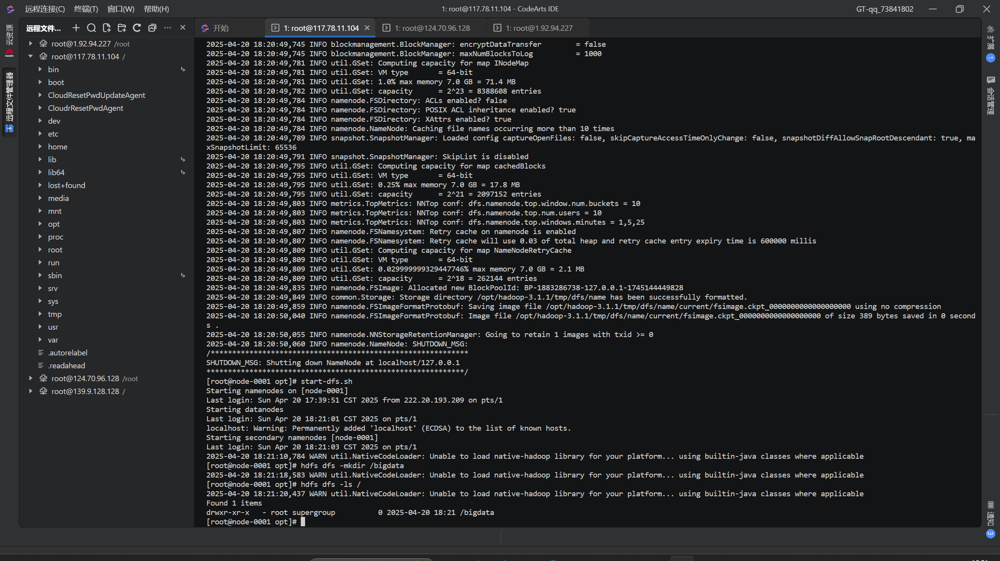 远程连接(C) 终端(T) 窗口(W) 帮助(H)
1: root@117.78.11.104 - CodeArts IDE
GT-qq_73841802
云资源
HUAWEI
远程文件管理器
远程文件...
root@1.92.94.227 /root
root@117.78.11.104 /
bin
boot
CloudResetPwdUpdateAgent
CloudrResetPwdAgent
dev
etc
home
lib
lib64
lost+found
media
mnt
opt
proc
root
run
sbin
srv
sys
tmp
usr
var
.autorelabel
.readahead
root@124.70.96.128 /root
root@139.9.128.128 /
开始
1: root@117.78.11.104
1: root@124.70.96.128
1: root@1.92.94.227
2025-04-20 18:20:49,745 INFO blockmanagement.BlockManager: encryptDataTransfer        = false
2025-04-20 18:20:49,745 INFO blockmanagement.BlockManager: maxNumBlocksToLog          = 1000
2025-04-20 18:20:49,781 INFO util.GSet: Computing capacity for map INodeMap
2025-04-20 18:20:49,781 INFO util.GSet: VM type       = 64-bit
2025-04-20 18:20:49,781 INFO util.GSet: 1.0% max memory 7.0 GB = 71.4 MB
2025-04-20 18:20:49,782 INFO util.GSet: capacity      = 2^23 = 8388608 entries
2025-04-20 18:20:49,784 INFO namenode.FSDirectory: ACLs enabled? false
2025-04-20 18:20:49,784 INFO namenode.FSDirectory: POSIX ACL inheritance enabled? true
2025-04-20 18:20:49,784 INFO namenode.FSDirectory: XAttrs enabled? true
2025-04-20 18:20:49,784 INFO namenode.NameNode: Caching file names occurring more than 10 times
2025-04-20 18:20:49,789 INFO snapshot.SnapshotManager: Loaded config captureOpenFiles: false, skipCaptureAccessTimeOnlyChange: false, snapshotDiffAllowSnapRootDescendant: true, ma
xSnapshotLimit: 65536
2025-04-20 18:20:49,791 INFO snapshot.SnapshotManager: SkipList is disabled
2025-04-20 18:20:49,795 INFO util.GSet: Computing capacity for map cachedBlocks
2025-04-20 18:20:49,795 INFO util.GSet: VM type       = 64-bit
2025-04-20 18:20:49,795 INFO util.GSet: 0.25% max memory 7.0 GB = 17.8 MB
2025-04-20 18:20:49,795 INFO util.GSet: capacity      = 2^21 = 2097152 entries
2025-04-20 18:20:49,803 INFO metrics.TopMetrics: NNTop conf: dfs.namenode.top.window.num.buckets = 10
2025-04-20 18:20:49,803 INFO metrics.TopMetrics: NNTop conf: dfs.namenode.top.num.users = 10
2025-04-20 18:20:49,803 INFO metrics.TopMetrics: NNTop conf: dfs.namenode.top.windows.minutes = 1,5,25
2025-04-20 18:20:49,807 INFO namenode.FSNamesystem: Retry cache on namenode is enabled
2025-04-20 18:20:49,807 INFO namenode.FSNamesystem: Retry cache will use 0.03 of total heap and retry cache entry expiry time is 600000 millis
2025-04-20 18:20:49,809 INFO util.GSet: Computing capacity for map NameNodeRetryCache
2025-04-20 18:20:49,809 INFO util.GSet: VM type       = 64-bit
2025-04-20 18:20:49,809 INFO util.GSet: 0.029999999329447746% max memory 7.0 GB = 2.1 MB
2025-04-20 18:20:49,809 INFO util.GSet: capacity      = 2^18 = 262144 entries
2025-04-20 18:20:49,835 INFO namenode.FSImage: Allocated new BlockPoolId: BP-1883286738-127.0.0.1-1745144449828
2025-04-20 18:20:49,849 INFO common.Storage: Storage directory /opt/hadoop-3.1.1/tmp/dfs/name has been successfully formatted.
2025-04-20 18:20:49,859 INFO namenode.FSImageFormatProtobuf: Saving image file /opt/hadoop-3.1.1/tmp/dfs/name/current/fsimage.ckpt_0000000000000000000 using no compression
2025-04-20 18:20:50,040 INFO namenode.FSImageFormatProtobuf: Image file /opt/hadoop-3.1.1/tmp/dfs/name/current/fsimage.ckpt_0000000000000000000 of size 389 bytes saved in 0 second
s .
2025-04-20 18:20:50,055 INFO namenode.NNStorageRetentionManager: Going to retain 1 images with txid >= 0
2025-04-20 18:20:50,060 INFO namenode.NameNode: SHUTDOWN_MSG:
/************************************************************
SHUTDOWN_MSG: Shutting down NameNode at localhost/127.0.0.1
************************************************************/
[root@node-0001 opt]# start-dfs.sh
Starting namenodes on [node-0001]
Last login: Sun Apr 20 17:39:51 CST 2025 from 222.20.193.209 on pts/1
Starting datanodes
Last login: Sun Apr 20 18:21:01 CST 2025 on pts/1
localhost: Warning: Permanently added 'localhost' (ECDSA) to the list of known hosts.
Starting secondary namenodes [node-0001]
Last login: Sun Apr 20 18:21:03 CST 2025 on pts/1
2025-04-20 18:21:10,784 WARN util.NativeCodeLoader: Unable to load native-hadoop library for your platform... using builtin-java classes where applicable
[root@node-0001 opt]# hdfs dfs -mkdir /bigdata
2025-04-20 18:21:18,583 WARN util.NativeCodeLoader: Unable to load native-hadoop library for your platform... using builtin-java classes where applicable
[root@node-0001 opt]# hdfs dfs -ls /
2025-04-20 18:21:20,437 WARN util.NativeCodeLoader: Unable to load native-hadoop library for your platform... using builtin-java classes where applicable
Found 1 items
drwxr-xr-x   - root supergroup          0 2025-04-20 18:21 /bigdata
[root@node-0001 opt]#
扩展
1
会话管理
通知
3